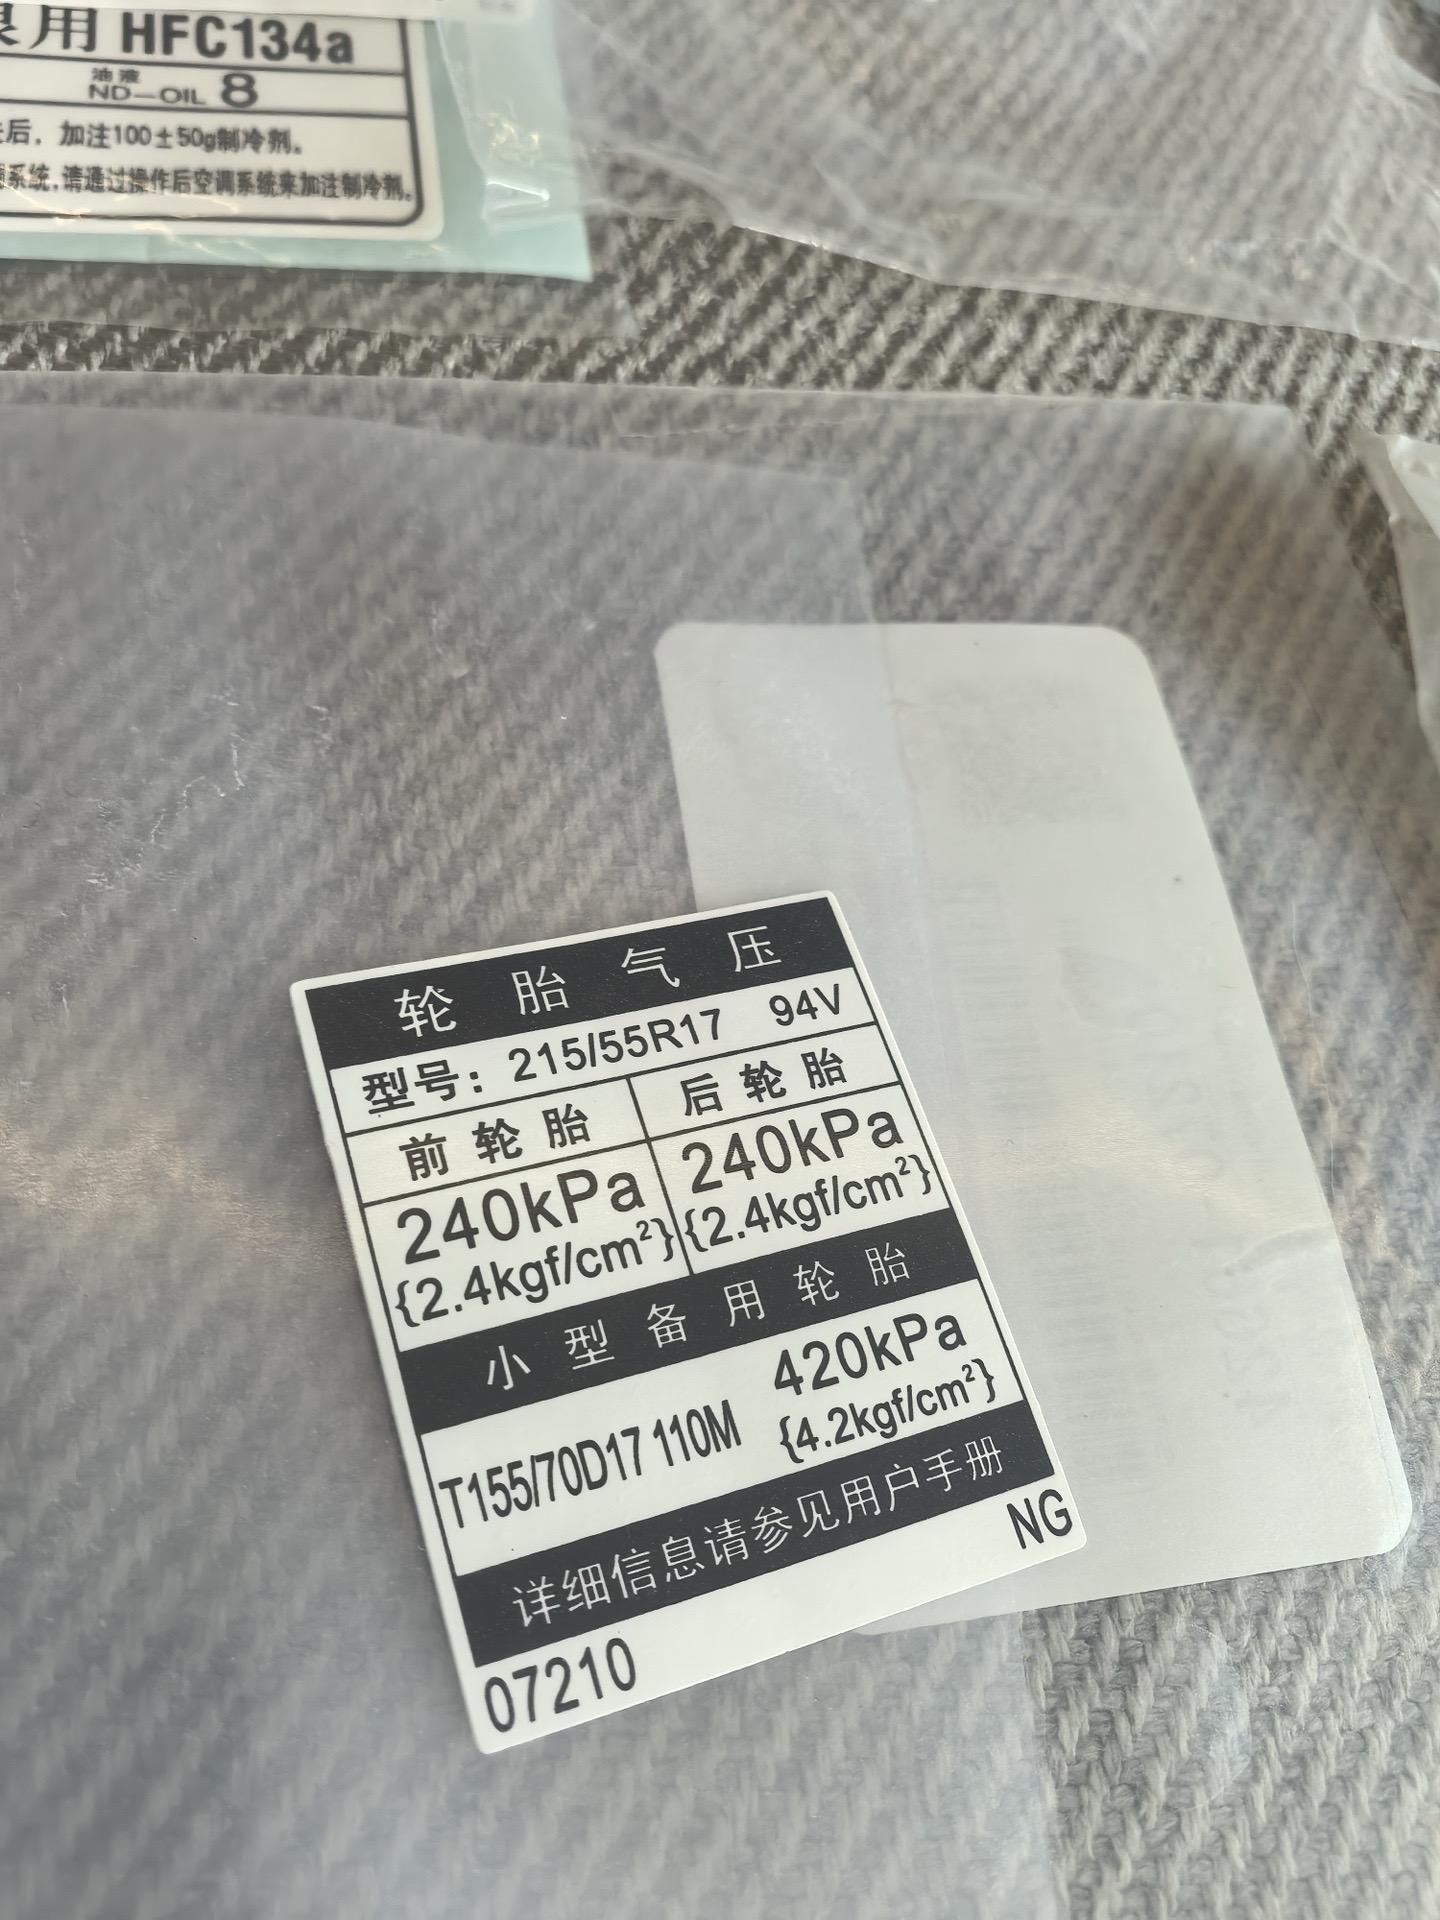 用 HFC134a
油液
ND-OIL 8
后，加注100±50g制冷剂。
系统，请通过操作后空调系统来加注制冷剂。
轮胎气压
型号：215/55R17 94V
前轮胎 后轮胎
240kPa 240kPa
{2.4kgf/cm²} {2.4kgf/cm²}
小型备用轮胎
T155/70D17 110M 420kPa
{4.2kgf/cm²}
详细信息请参见用户手册
07210 NG